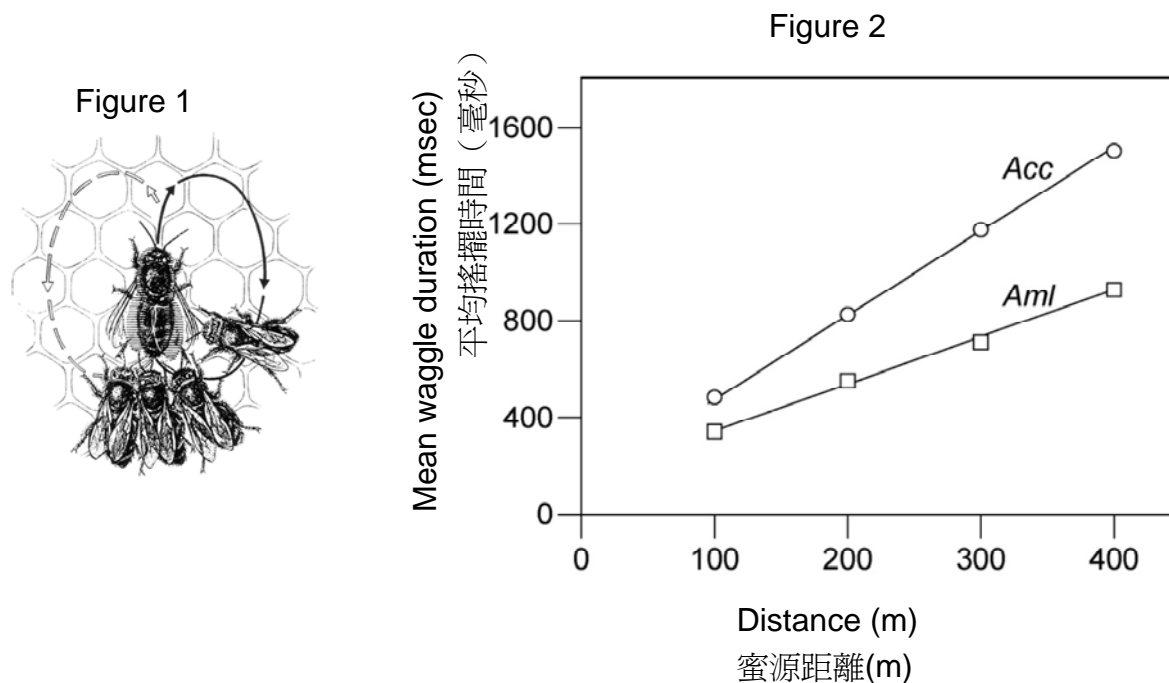 Figure 1
Figure 2
Mean waggle duration (msec)
平均搖擺時間（毫秒）
1600
1200
800
400
0
Acc
Aml
0 100 200 300 400
Distance (m)
蜜源距離(m)